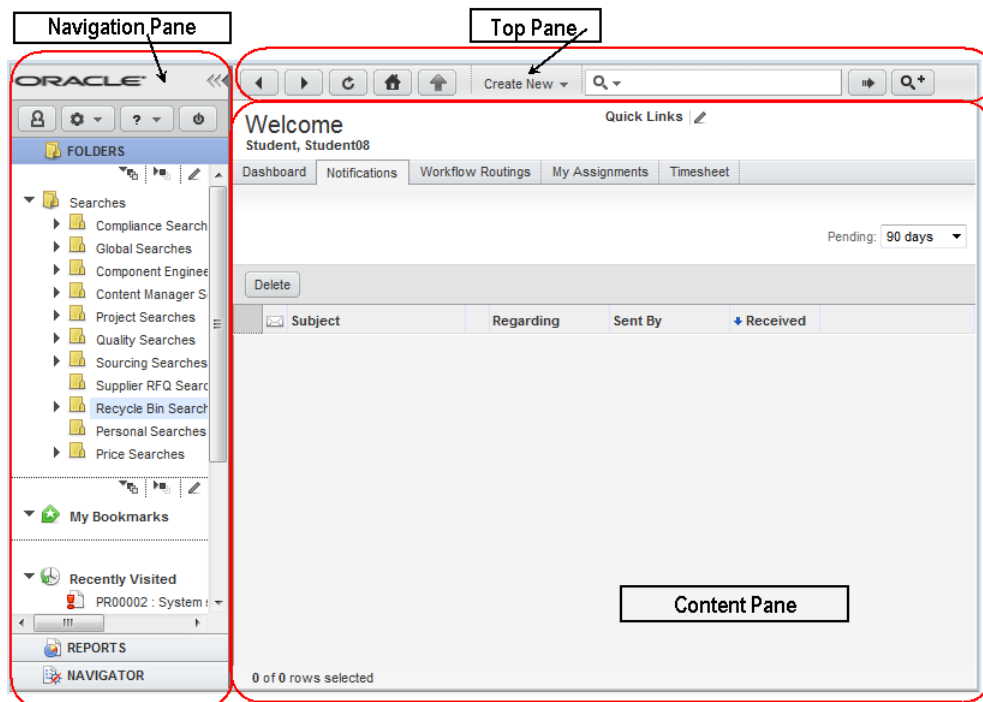 Navigation Pane
Top Pane
ORACLE
Create New
Welcome
Student, Student08
Quick Links
FOLDERS
Dashboard Notifications Workflow Routings My Assignments Timesheet
Searches
Compliance Search
Global Searches
Component Enginee
Content Manager S
Project Searches
Quality Searches
Sourcing Searches
Supplier RFQ Searc
Recycle Bin Search
Personal Searches
Price Searches
My Bookmarks
Recently Visited
PR00002 : System s
REPORTS
NAVIGATOR
Pending: 90 days
Delete
Subject Regarding Sent By Received
Content Pane
0 of 0 rows selected